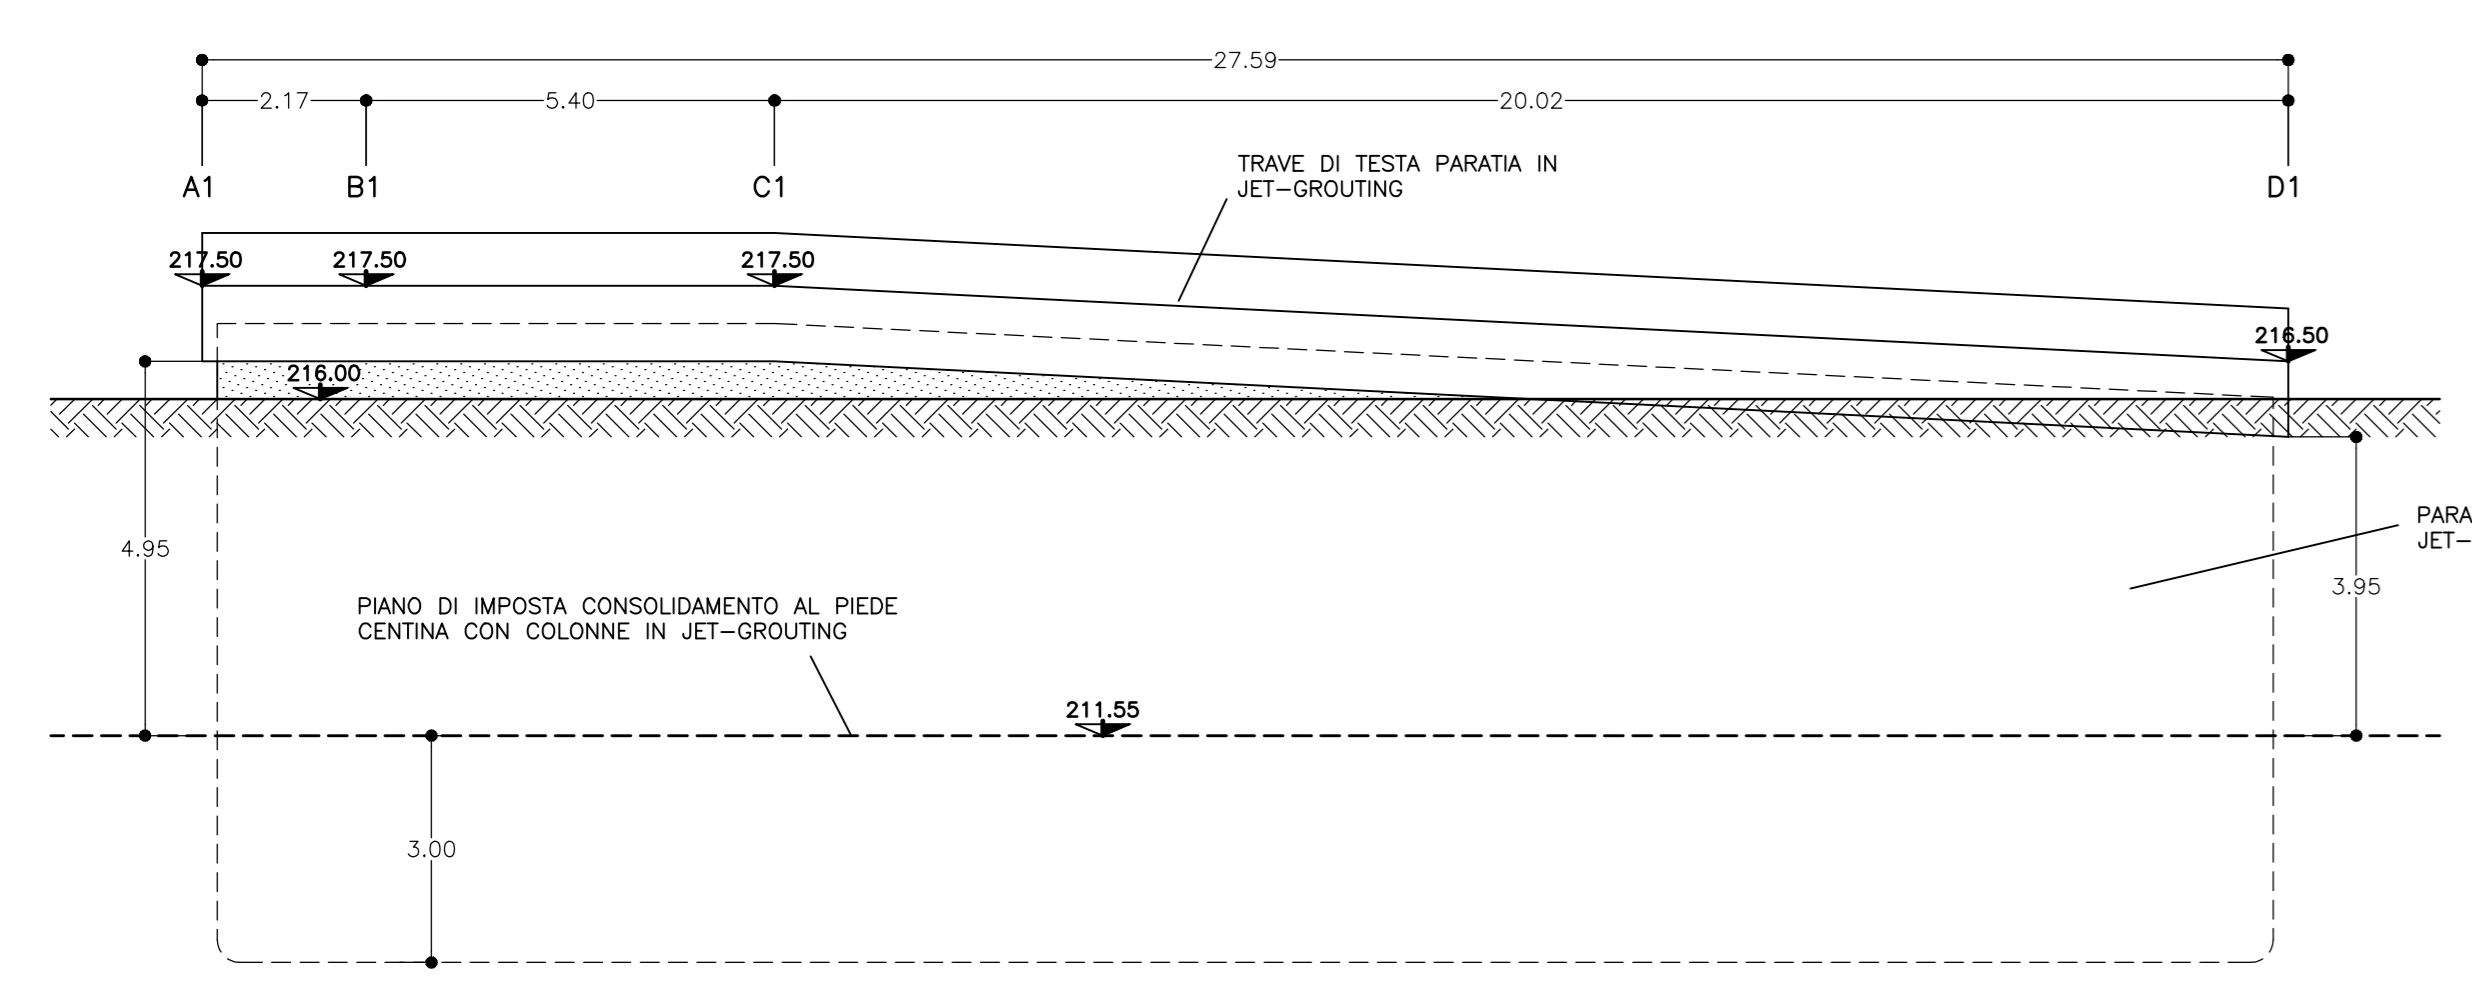 27.59
2.17 5.40 20.02
TRAVE DI TESTA PARATIA IN
JET-GROUTING
A1 B1 C1 D1
217.50 217.50 217.50
216.50
216.00
PARA
JET-
4.95
3.95
PIANO DI IMPOSTA CONSOLIDAMENTO AL PIEDE
CENTINA CON COLONNE IN JET-GROUTING
211.55
3.00